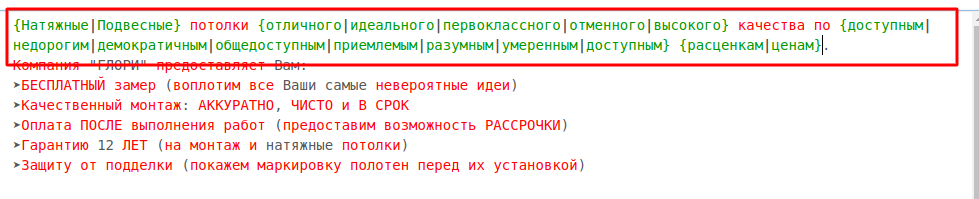 {Натяжные|Подвесные} потолки {отличного|идеального|первоклассного|отменного|высокого} качества по {доступным|
недорогим|демократичным|общедоступным|приемлемым|разумным|умеренным|доступным} {расценкам|ценам}.
Компания "ГЛОРИ" предоставляет Вам:
➤БЕСПЛАТНЫЙ замер (воплотим все Ваши самые невероятные идеи)
➤Качественный монтаж: АККУРАТНО, ЧИСТО и В СРОК
➤Оплата ПОСЛЕ выполнения работ (предоставим возможность РАССРОЧКИ)
➤Гарантию 12 ЛЕТ (на монтаж и натяжные потолки)
➤Защиту от подделки (покажем маркировку полотен перед их установкой)